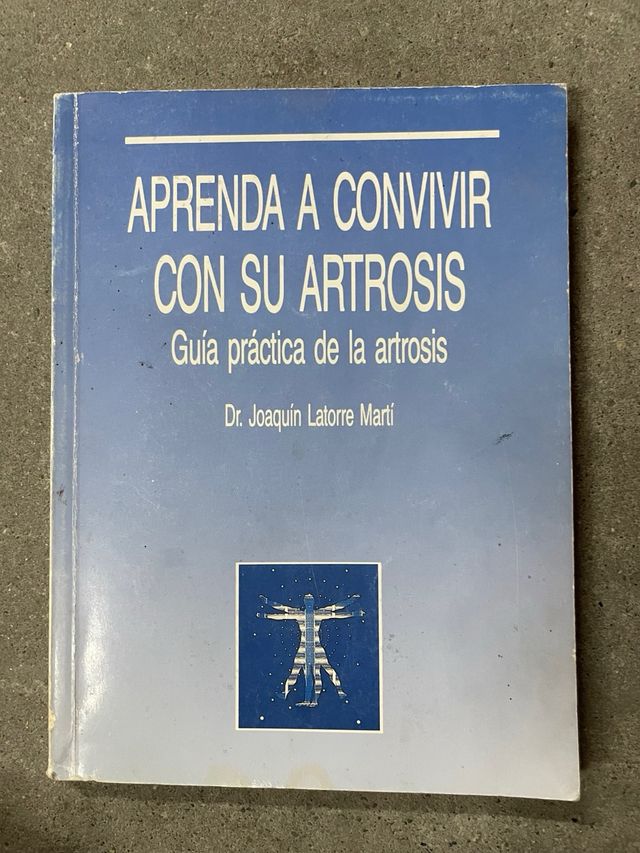 APRENDA A CONVIVIR
CON SU ARTROSIS
Guía práctica de la artrosis
Dr. Joaquín Latorre Martí